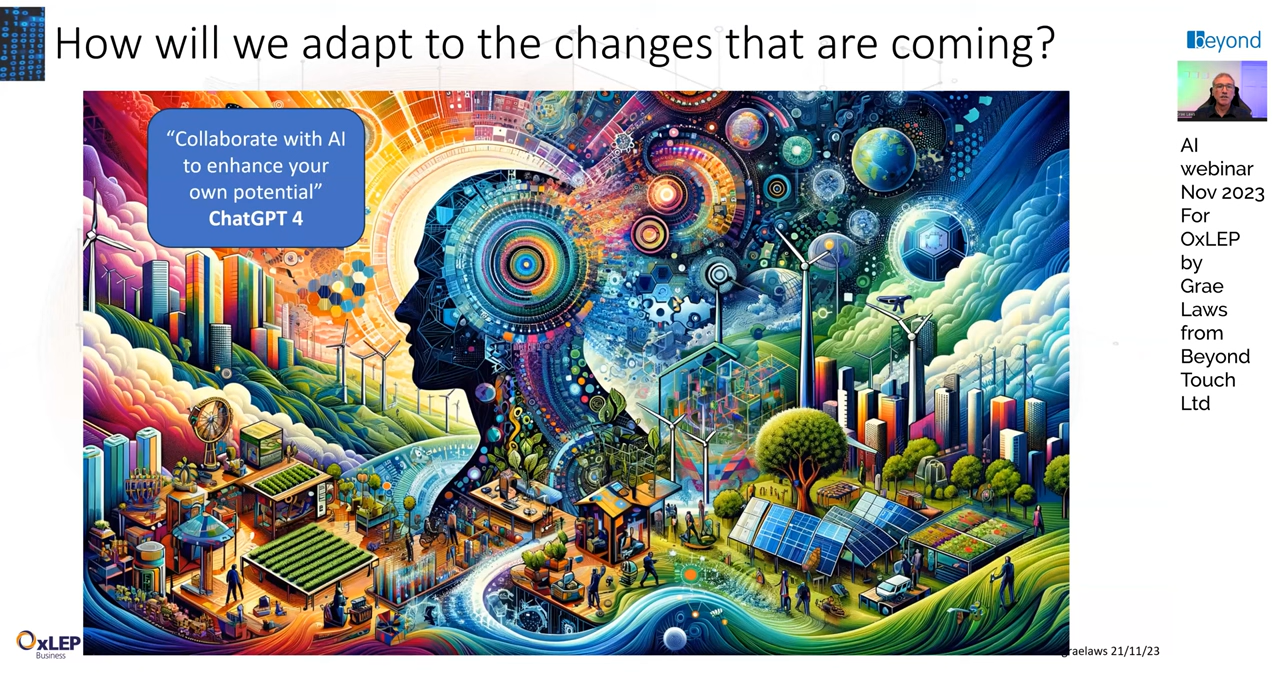 How will we adapt to the changes that are coming?
“Collaborate with AI
to enhance your
own potential”
ChatGPT 4
beyond
AI
webinar
Nov 2023
For
OxLEP
by
Grae
Laws
from
Beyond
Touch
Ltd
OxLEP
Business
graelaws 21/11/23